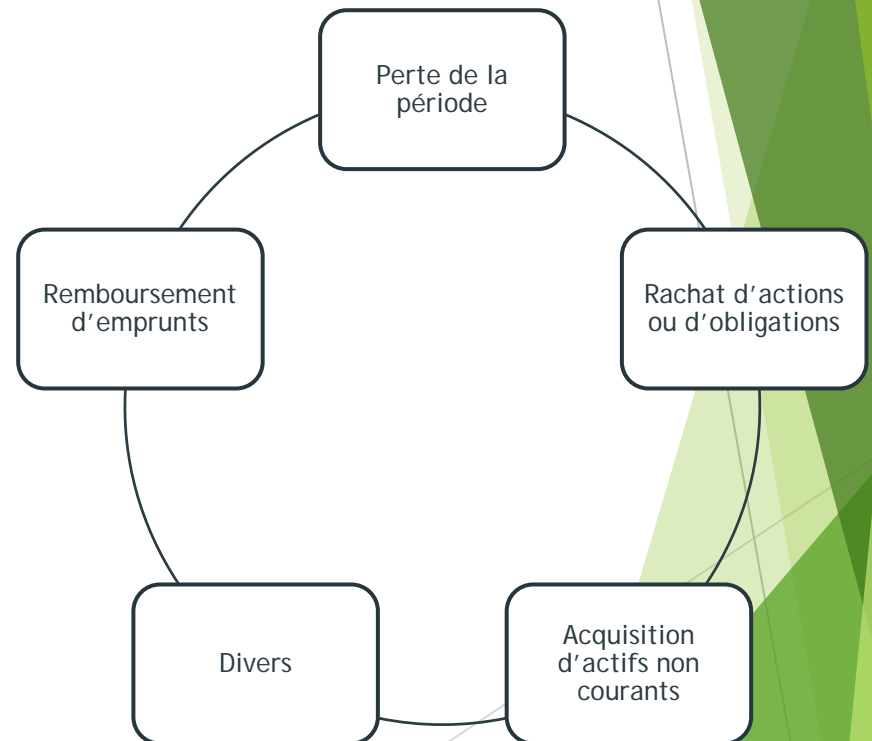 Perte de la
période
Rachat d’actions
ou d’obligations
Acquisition
d’actifs non
courants
Divers
Remboursement
d’emprunts